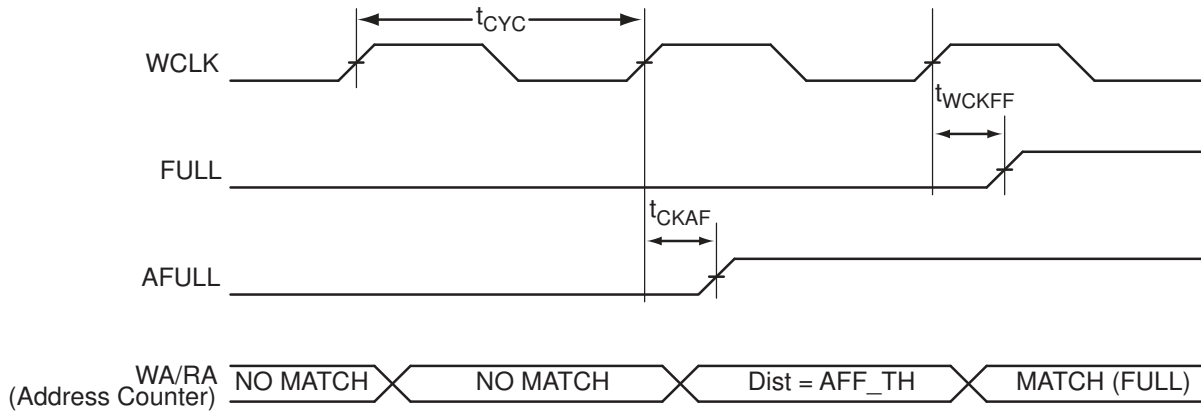 tCYC
WCLK
tWCKFF
FULL
tCKAF
AFULL
WA/RA
(Address Counter)
NO MATCH
NO MATCH
Dist = AFF_TH
MATCH (FULL)